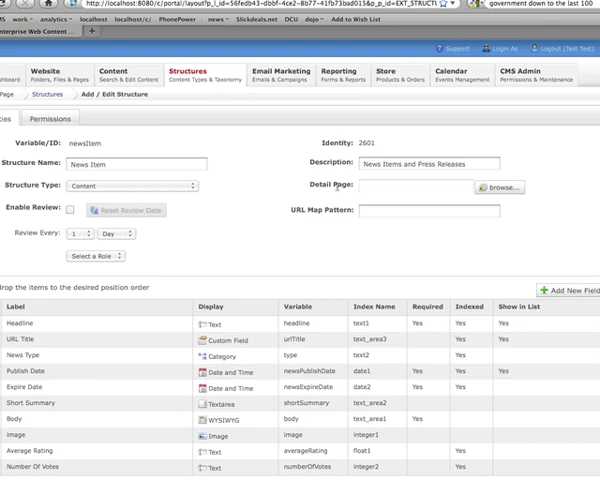 http://localhost:8080/c/portal/layout?p_l_id=56fedb43-dbbf-4ce2-8b77-41fb73bad015&p_p_id=EXT_STRUCTU
government down to the last 100
work analytics localhost/ localhost/c/ PhonePower news Slickdeals.net DCU dojo Add to Wish List
nterprise Web Content ...
Support Login As Logout (Test Test)
Website Content Structures Email Marketing Reporting Store Calendar CMS Admin
shboard Folders, Files & Pages Search & Edit Content Content Types & Taxonomy Emails & Campaigns Forms & Reports Products & Orders Events Management Permissions & Maintenance
Page Structures Add / Edit Structure
ties Permissions
Variable/ID: newsItem Identity: 2601
Structure Name: News Item Description: News Items and Press Releases
Structure Type: Content Detail Page: browse...
Enable Review: Reset Review Date URL Map Pattern:
Review Every: 1 Day
Select a Role
drop the items to the desired position order
Add New Field
Label Display Variable Index Name Required Indexed Show in List
Headline Text headline text1 Yes Yes Yes
URL Title Custom Field urlTitle text_area3 Yes Yes
News Type Category type text2 Yes
Publish Date Date and Time newsPublishDate date1 Yes Yes Yes
Expire Date Date and Time newsExpireDate date2 Yes Yes
Short Summary Textarea shortSummary text_area2
Body WYSIWYG body text_area1 Yes
image Image image integer1
Average Rating Text averageRating float1 Yes
Number Of Votes Text numberOfVotes integer2 Yes